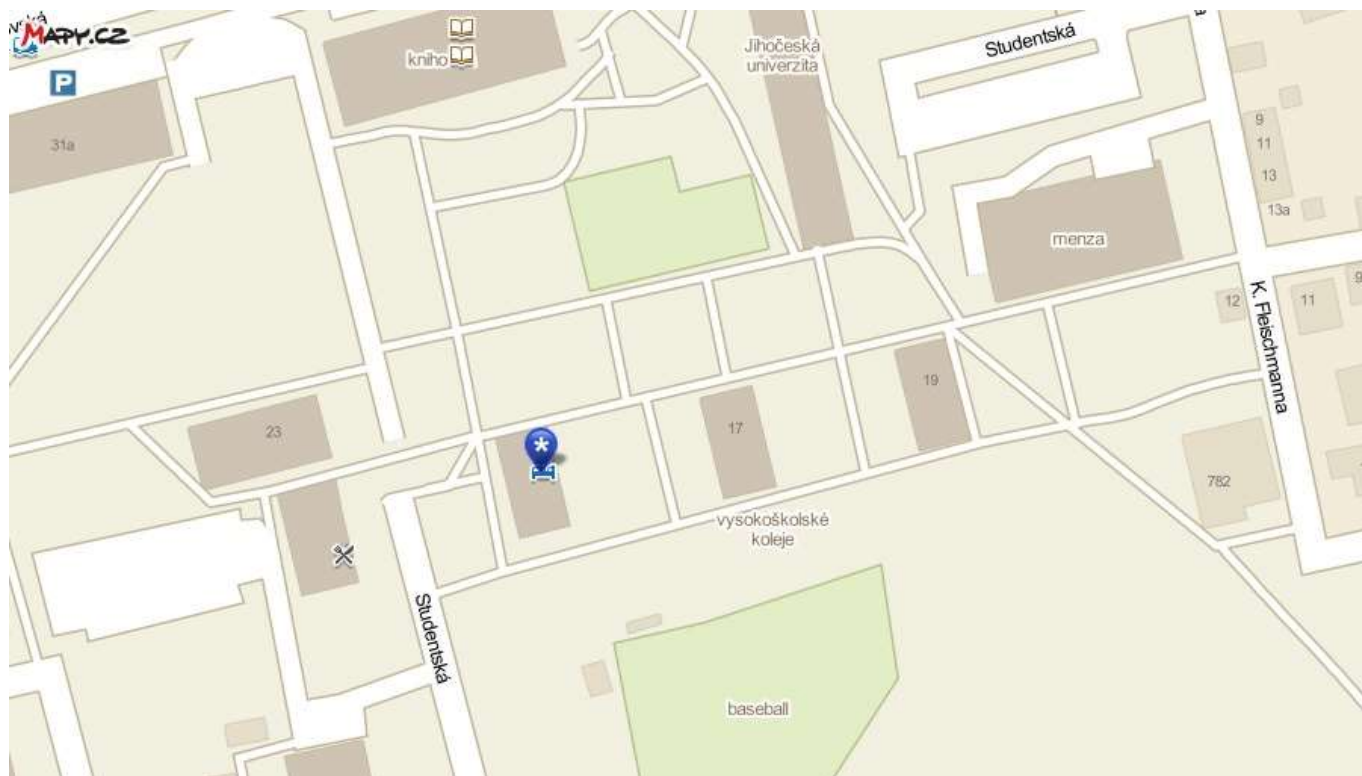 Mapy.cz
P
kniho
Jihočeská
univerzita
Studentská
31a
9
11
13
13a
menza
K. Fleischmanna
12
11
9
23
19
17
782
vysokoškolské
koleje
Studentská
baseball